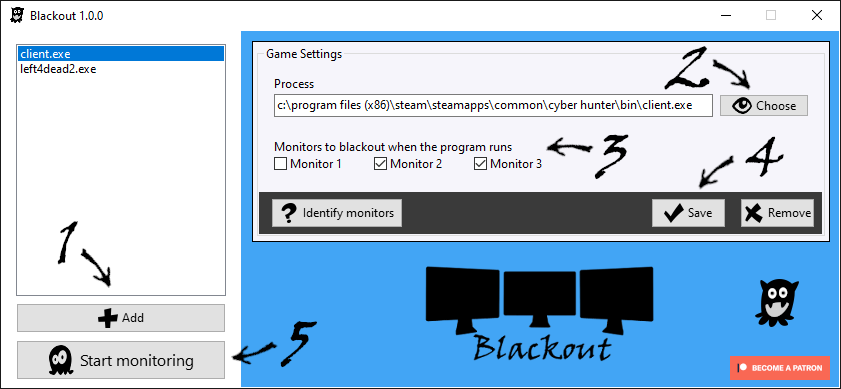 Blackout 1.0.0
client.exe
left4dead2.exe
Game Settings
2
Process
c:\program files (x86)\steam\steamapps\common\cyber hunter\bin\client.exe
Choose
Monitors to blackout when the program runs
3
4
Monitor 1 Monitor 2 Monitor 3
Identify monitors Save Remove
1
Add
Start monitoring
5
Blackout
BECOME A PATRON